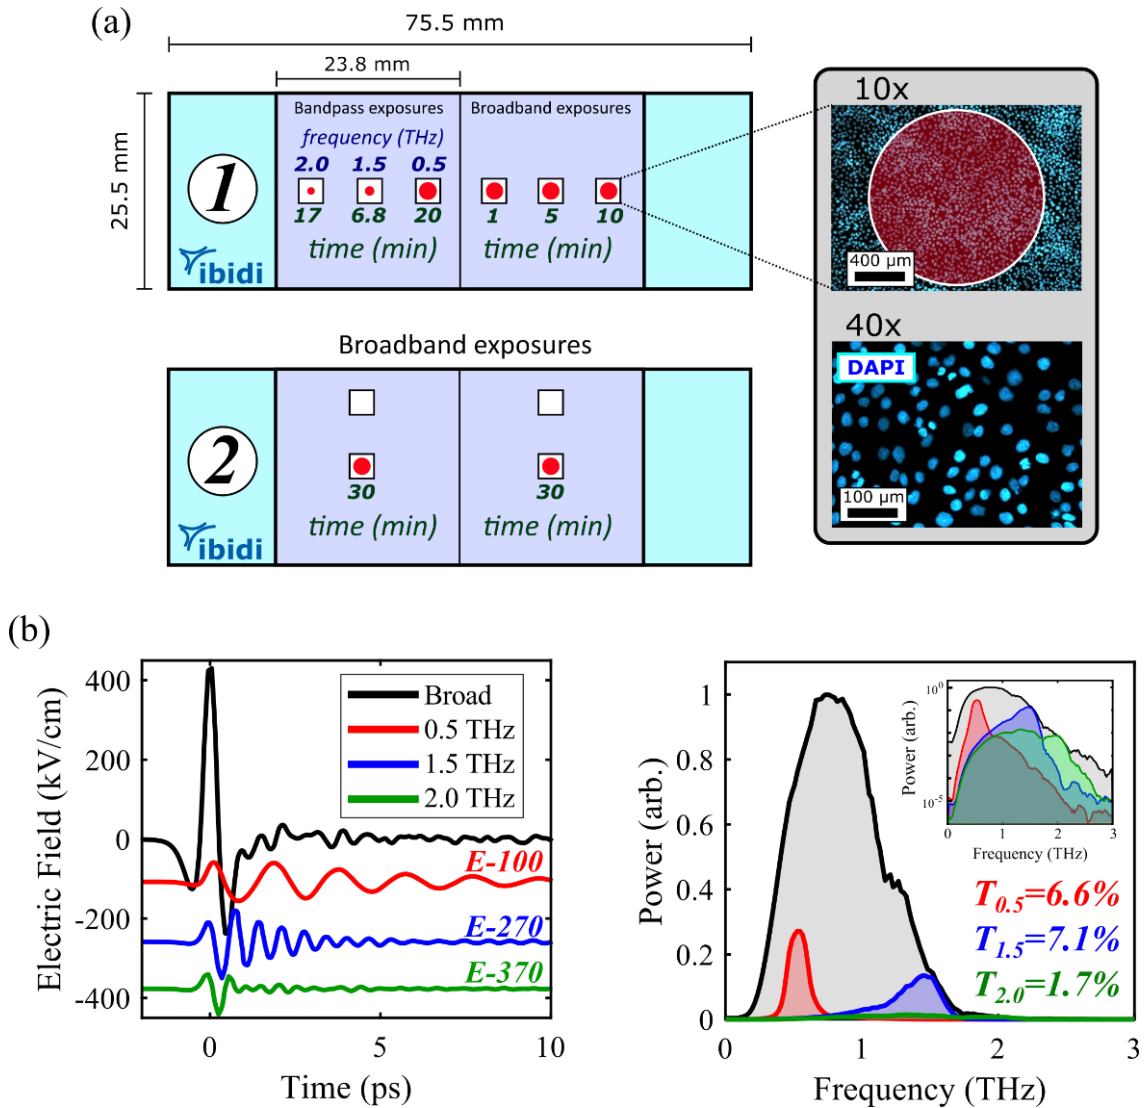 (a)
75.5 mm
23.8 mm
25.5 mm
Bandpass exposures
Broadband exposures
frequency (THz)
2.0 1.5 0.5
1
17 6.8 20 1 5 10
time (min) time (min)
ibidi
10x
400 µm
40x
DAPI
100 µm
Broadband exposures
2
30 30
time (min) time (min)
ibidi
(b)
Electric Field (kV/cm)
400
200
0
-200
-400
0 5 10
Time (ps)
Broad
0.5 THz
1.5 THz
2.0 THz
E-100
E-270
E-370
Power (arb.)
1
0.8
0.6
0.4
0.2
0
0 1 2 3
Frequency (THz)
Power (arb.)
10^0
10^-5
0 1 2 3
Frequency (THz)
T0.5=6.6%
T1.5=7.1%
T2.0=1.7%